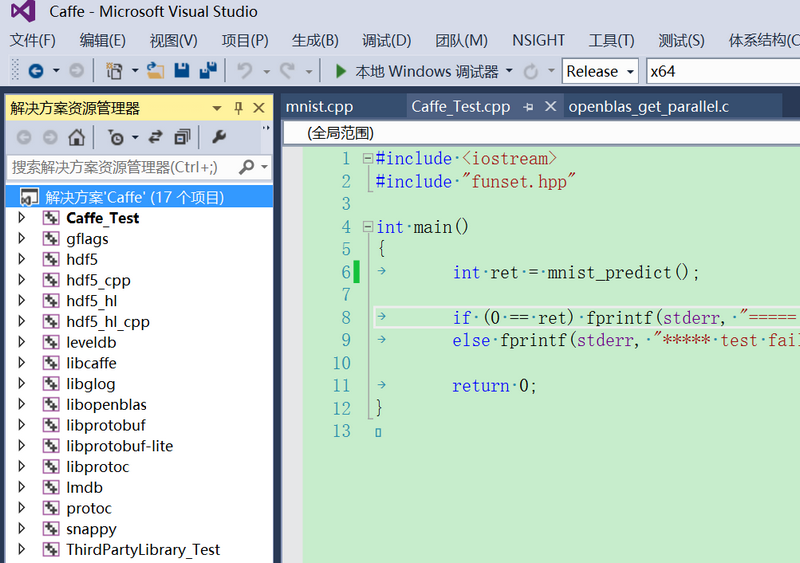 Caffe - Microsoft Visual Studio
文件(F) 编辑(E) 视图(V) 项目(P) 生成(B) 调试(D) 团队(M) NSIGHT 工具(T) 测试(S) 体系结构(C
本地 Windows 调试器 Release x64
解决方案资源管理器
搜索解决方案资源管理器(Ctrl+;)
解决方案'Caffe' (17 个项目)
Caffe_Test
gflags
hdf5
hdf5_cpp
hdf5_hl
hdf5_hl_cpp
leveldb
libcaffe
libglog
libopenblas
libprotobuf
libprotobuf-lite
libprotoc
lmdb
protoc
snappy
ThirdPartyLibrary_Test
mnist.cpp Caffe_Test.cpp openblas_get_parallel.c
(全局范围)
1 #include <iostream>
2 #include "funset.hpp"
3
4 int main()
5 {
6 int ret = mnist_predict();
7
8 if (0 == ret) fprintf(stderr, "=====
9 else fprintf(stderr, "***** test fail
10
11 return 0;
12 }
13